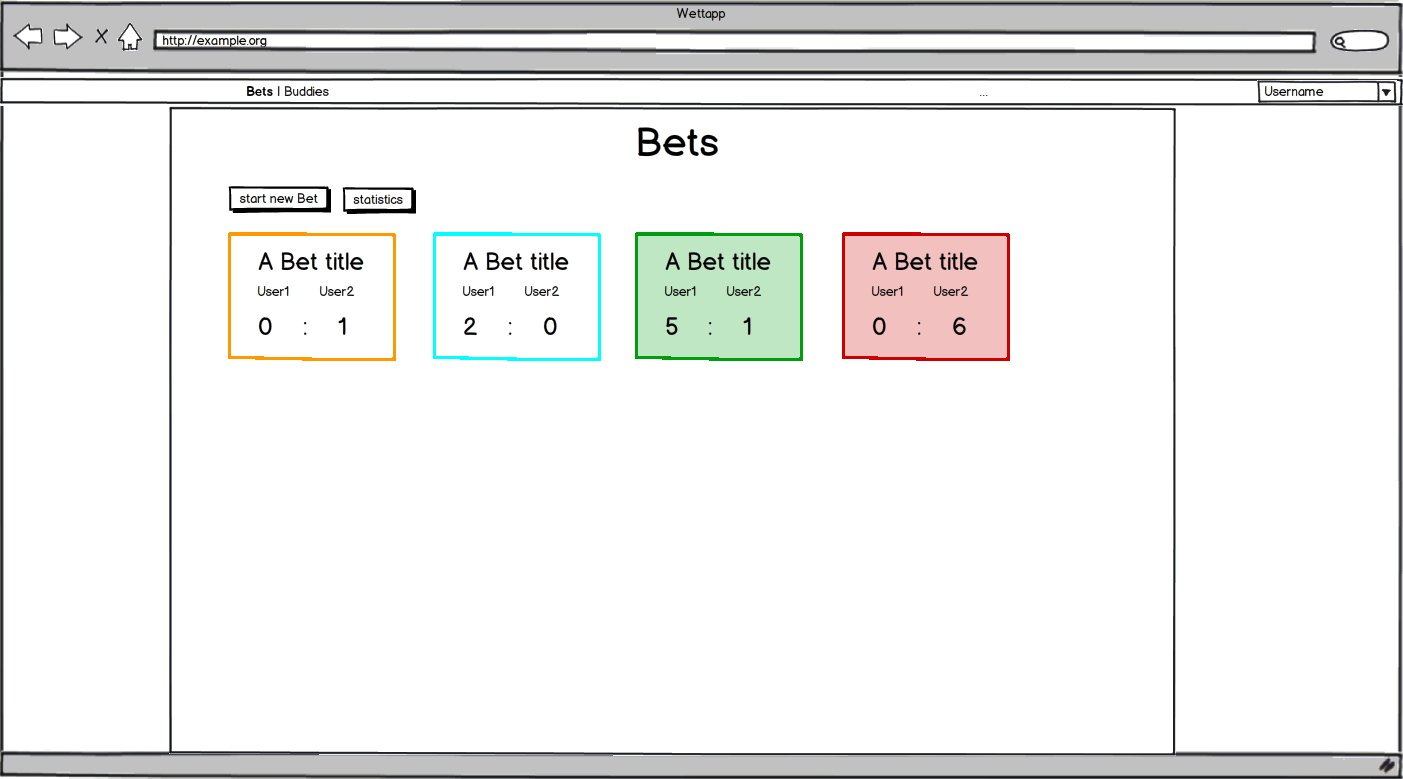 Wettapp
http://example.org
Bets | Buddies ... Username
Bets
start new Bet statistics
A Bet title A Bet title A Bet title A Bet title
User1 User2 User1 User2 User1 User2 User1 User2
0 : 1 2 : 0 5 : 1 0 : 6